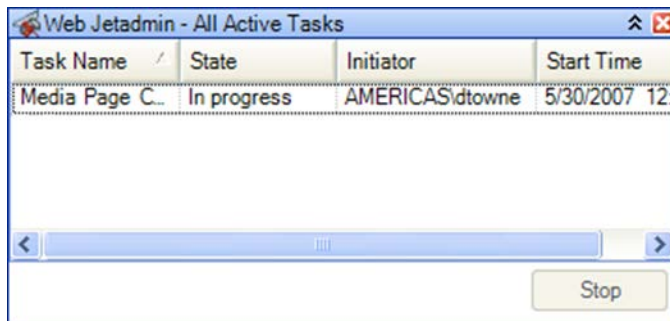 Web Jetadmin - All Active Tasks
Task Name State Initiator Start Time
Media Page C... In progress AMERICAS\dtowne 5/30/2007 12:
Stop